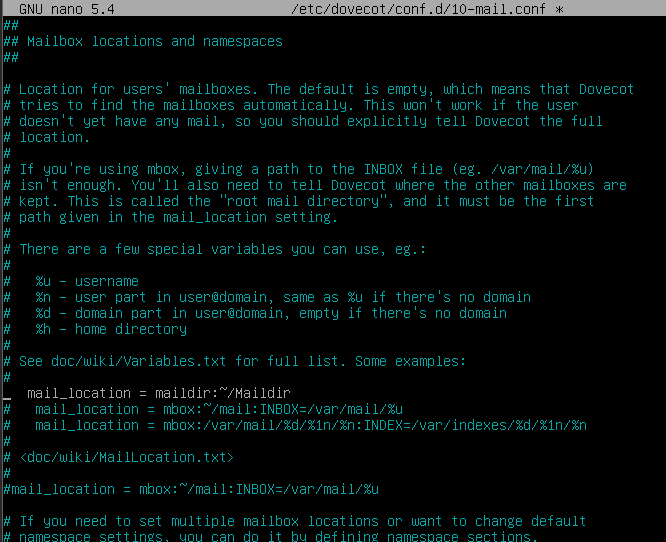 GNU nano 5.4 /etc/dovecot/conf.d/10-mail.conf *
##
## Mailbox locations and namespaces
##
# Location for users' mailboxes. The default is empty, which means that Dovecot
# tries to find the mailboxes automatically. This won't work if the user
# doesn't yet have any mail, so you should explicitly tell Dovecot the full
# location.
#
# If you're using mbox, giving a path to the INBOX file (eg. /var/mail/%u)
# isn't enough. You'll also need to tell Dovecot where the other mailboxes are
# kept. This is called the "root mail directory", and it must be the first
# path given in the mail_location setting.
#
# There are a few special variables you can use, eg.:
#
#   %u - username
#   %n - user part in user@domain, same as %u if there's no domain
#   %d - domain part in user@domain, empty if there's no domain
#   %h - home directory
#
# See doc/wiki/Variables.txt for full list. Some examples:
#
   mail_location = maildir:~/Maildir
#   mail_location = mbox:~/mail:INBOX=/var/mail/%u
#   mail_location = mbox:/var/mail/%d/%1n/%n:INDEX=/var/indexes/%d/%1n/%n
#
# <doc/wiki/MailLocation.txt>
#
#mail_location = mbox:~/mail:INBOX=/var/mail/%u
# If you need to set multiple mailbox locations or want to change default
# namespace settings, you can do it by defining namespace sections.